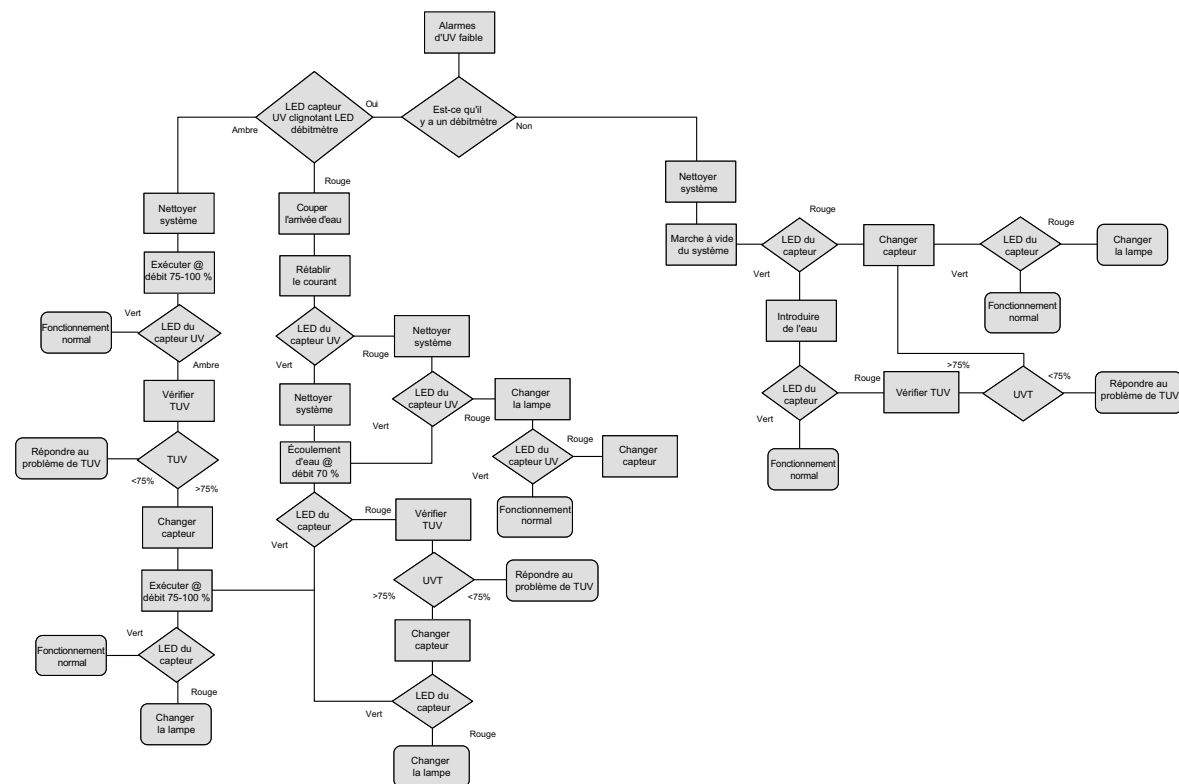 Alarmes
d'UV faible
LED capteur
UV clignotant LED
débitmètre
Oui
Est-ce qu'il
y a un débitmètre
Ambre
Non
Rouge
Nettoyer
système
Nettoyer
système
Couper
l'arrivée d'eau
Rouge
Rouge
Marche à vide
du système
LED du
capteur
Changer
capteur
LED du
capteur
Changer
la lampe
Exécuter @
débit 75-100 %
Rétablir
le courant
Vert
Vert
Vert
Fonctionnement
normal
LED du
capteur UV
LED du
capteur UV
Nettoyer
système
Introduire
de l'eau
Fonctionnement
normal
Rouge
Ambre
Vert
>75%
Vérifier
TUV
Nettoyer
système
LED du
capteur UV
Changer
la lampe
LED du
capteur
Rouge
Vérifier TUV
UVT
<75%
Répondre au
problème de TUV
Rouge
Vert
Vert
Répondre au
problème de TUV
TUV
Écoulement
d'eau @
débit 70 %
LED du
capteur UV
Rouge
Changer
capteur
Fonctionnement
normal
Vert
<75%
>75%
Fonctionnement
normal
Changer
capteur
LED du
capteur
Rouge
Vérifier
TUV
Vert
Exécuter @
débit 75-100 %
UVT
Répondre au
problème de TUV
>75%
<75%
Vert
Changer
capteur
Fonctionnement
normal
LED du
capteur
Rouge
LED du
capteur
Vert
Changer
la lampe
Rouge
Changer
la lampe